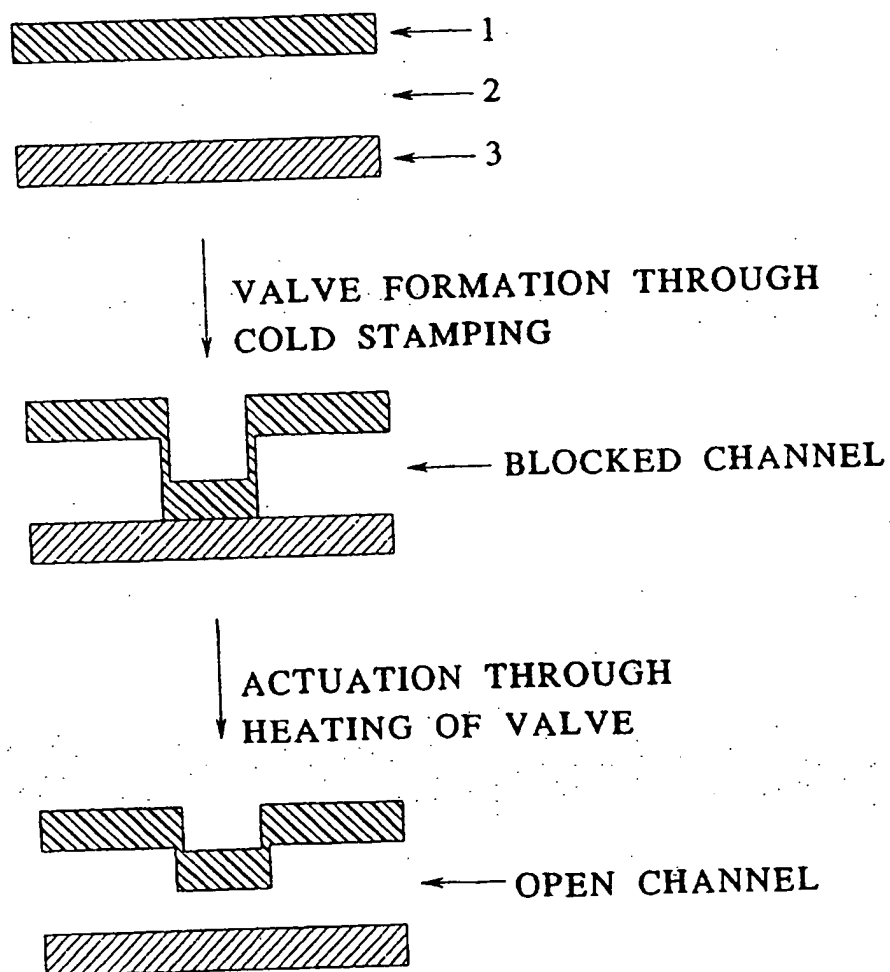 1
2
3
VALVE FORMATION THROUGH
COLD STAMPING
BLOCKED CHANNEL
ACTUATION THROUGH
HEATING OF VALVE
OPEN CHANNEL